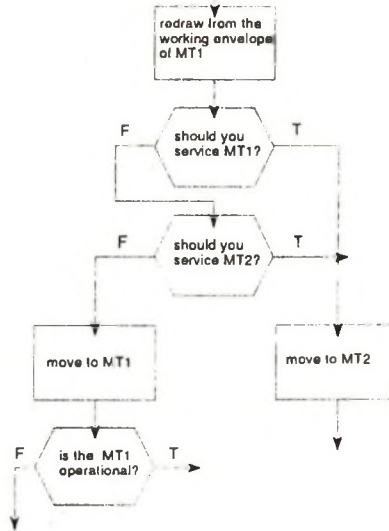 redraw from the
working envelope
of MT1
F
should you
service MT1?
T
F
should you
service MT2?
T
move to MT1
move to MT2
F
is the MT1
operational?
T